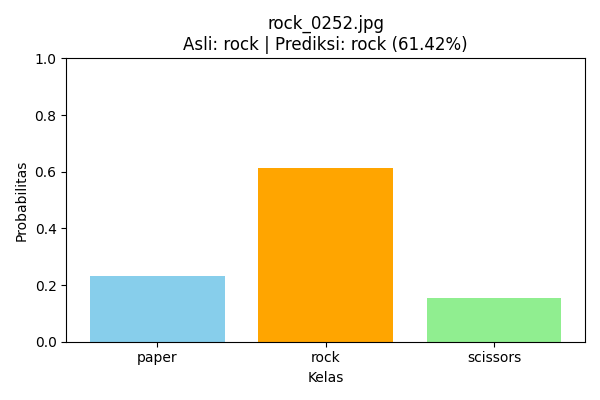 rock_0252.jpg
Asli: rock | Prediksi: rock (61.42%)
1.0
0.8
0.6
0.4
0.2
0.0
Probabilitas
paper rock scissors
Kelas